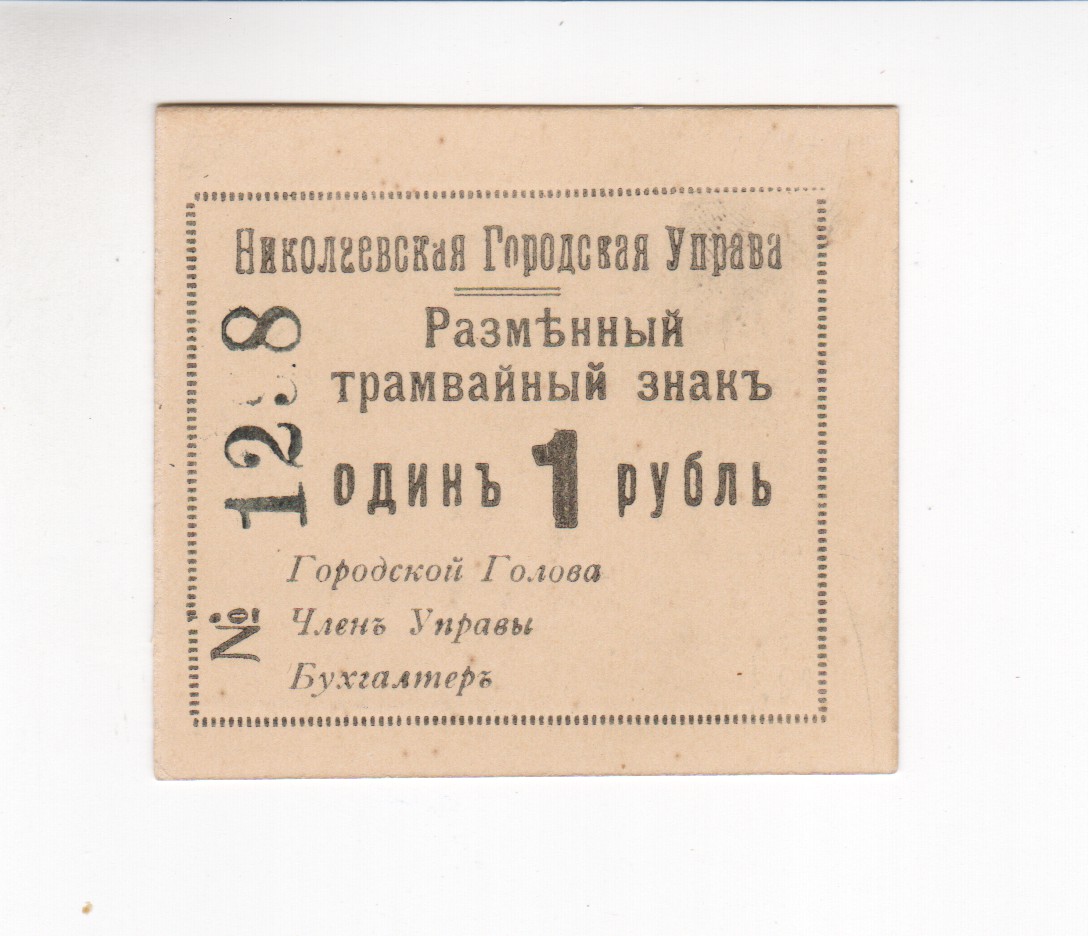 Николаевская Городская Управа
Размѣнный
трамвайный знакъ
одинъ 1 рубль
Городской Голова
Членъ Управы
Бухгалтеръ
№